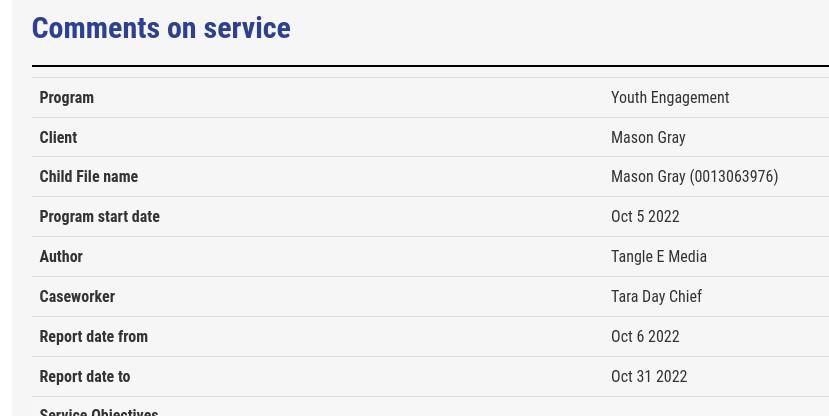 Comments on service
Program Youth Engagement
Client Mason Gray
Child File name Mason Gray (0013063976)
Program start date Oct 5 2022
Author Tangle E Media
Caseworker Tara Day Chief
Report date from Oct 6 2022
Report date to Oct 31 2022
Service Objectives